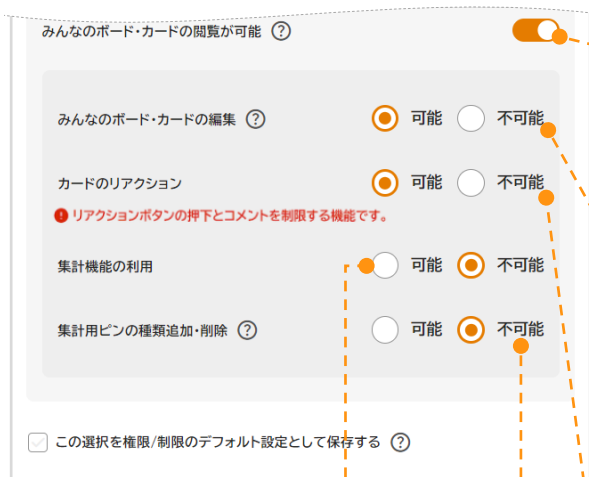 みんなのボード・カードの閲覧が可能 ?
みんなのボード・カードの編集 ? 可能 不可能
カードのリアクション 可能 不可能
! リアクションボタンの押下とコメントを制限する機能です。
集計機能の利用 可能 不可能
集計用ピンの種類追加・削除 ? 可能 不可能
この選択を権限/制限のデフォルト設定として保存する ?